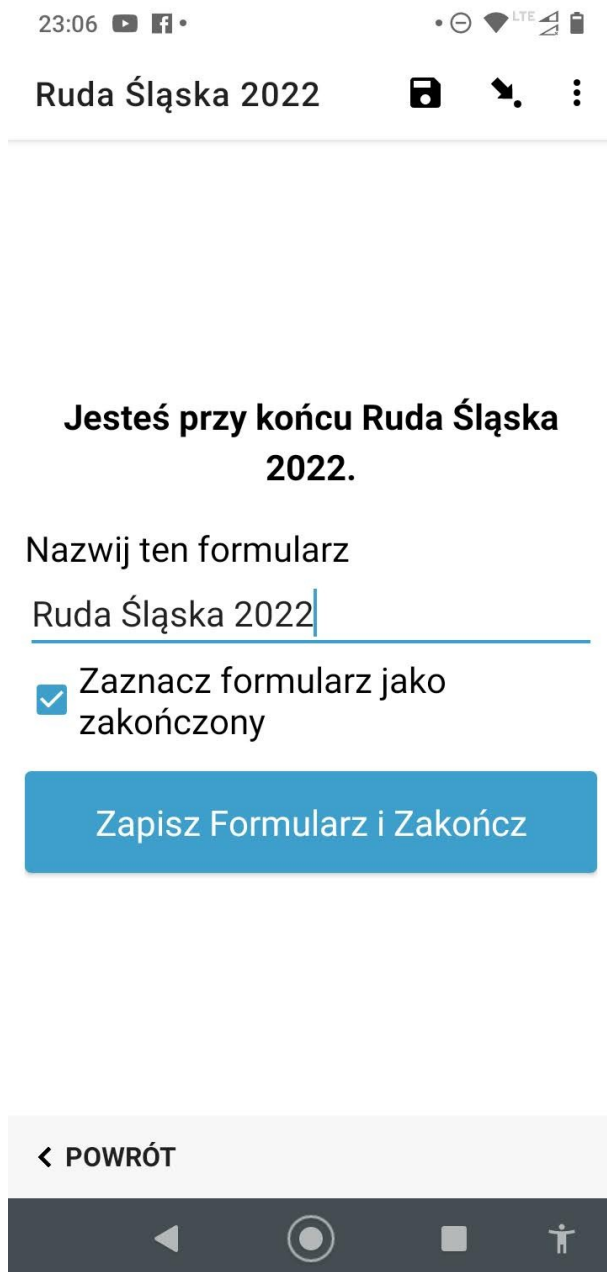 23:06
LTE
Ruda Śląska 2022
Jesteś przy końcu Ruda Śląska
2022.
Nazwij ten formularz
Ruda Śląska 2022
Zaznacz formularz jako
zakończony
Zapisz Formularz i Zakończ
POWRÓT